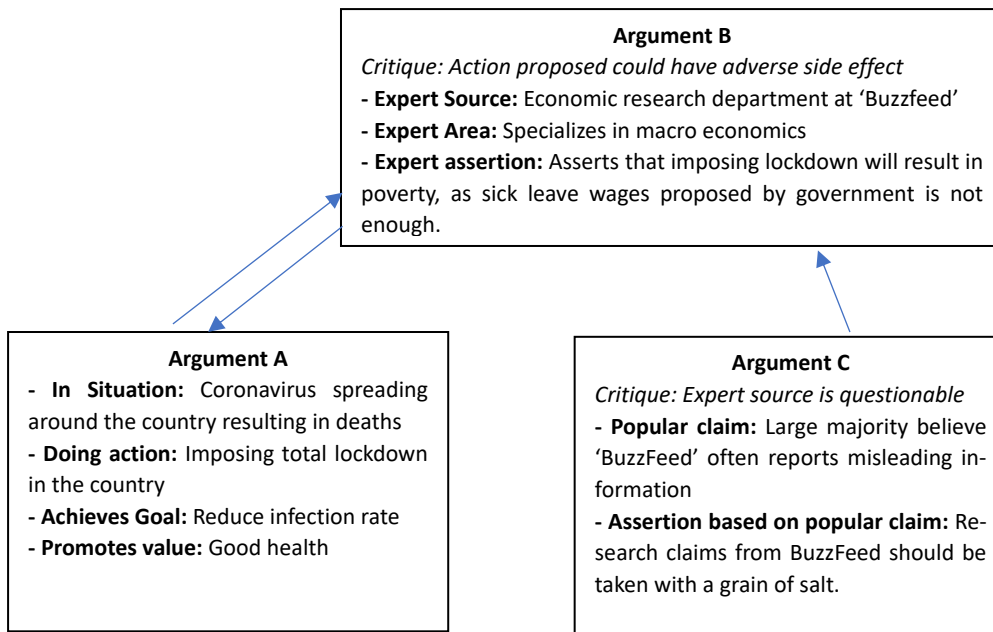 Argument B
Critique: Action proposed could have adverse side effect
- Expert Source: Economic research department at ‘Buzzfeed’
- Expert Area: Specializes in macro economics
- Expert assertion: Asserts that imposing lockdown will result in
poverty, as sick leave wages proposed by government is not
enough.
Argument A
- In Situation: Coronavirus spreading
around the country resulting in deaths
- Doing action: Imposing total lockdown
in the country
- Achieves Goal: Reduce infection rate
- Promotes value: Good health
Argument C
Critique: Expert source is questionable
- Popular claim: Large majority believe
‘BuzzFeed’ often reports misleading in-
formation
- Assertion based on popular claim: Re-
search claims from BuzzFeed should be
taken with a grain of salt.